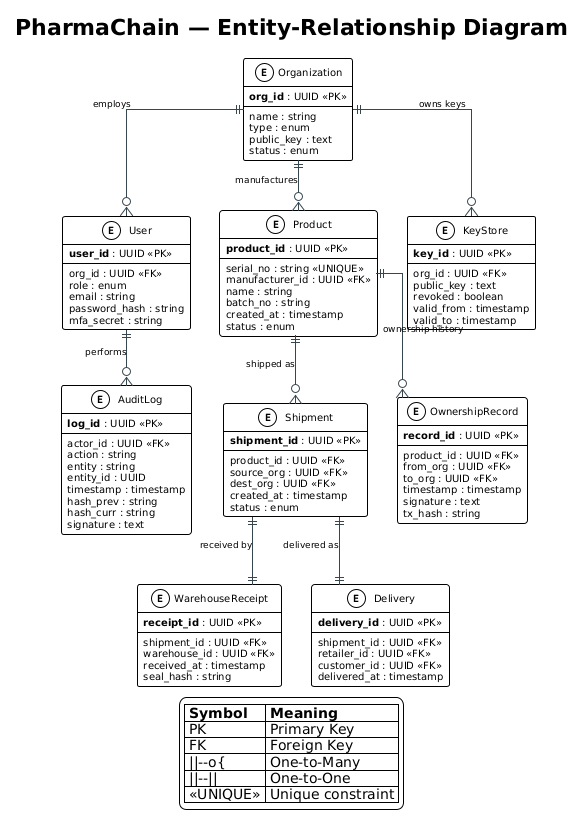 PharmaChain — Entity-Relationship Diagram
E Organization
org_id : UUID «PK»
name : string
type : enum
public_key : text
status : enum
employs
owns keys
manufactures
E User
user_id : UUID «PK»
org_id : UUID «FK»
role : enum
email : string
password_hash : string
mfa_secret : string
E Product
product_id : UUID «PK»
serial_no : string «UNIQUE»
manufacturer_id : UUID «FK»
name : string
batch_no : string
created_at : timestamp
status : enum
E KeyStore
key_id : UUID «PK»
org_id : UUID «FK»
public_key : text
revoked : boolean
valid_from : timestamp
valid_to : timestamp
ownership history
performs
shipped as
E AuditLog
log_id : UUID «PK»
actor_id : UUID «FK»
action : string
entity : string
entity_id : UUID
timestamp : timestamp
hash_prev : string
hash_curr : string
signature : text
E Shipment
shipment_id : UUID «PK»
product_id : UUID «FK»
source_org : UUID «FK»
dest_org : UUID «FK»
created_at : timestamp
status : enum
E OwnershipRecord
record_id : UUID «PK»
product_id : UUID «FK»
from_org : UUID «FK»
to_org : UUID «FK»
timestamp : timestamp
signature : text
tx_hash : string
received by
delivered as
E WarehouseReceipt
receipt_id : UUID «PK»
shipment_id : UUID «FK»
warehouse_id : UUID «FK»
received_at : timestamp
seal_hash : string
E Delivery
delivery_id : UUID «PK»
shipment_id : UUID «FK»
retailer_id : UUID «FK»
customer_id : UUID «FK»
delivered_at : timestamp
Symbol Meaning
PK Primary Key
FK Foreign Key
||--o{ One-to-Many
||--|| One-to-One
«UNIQUE» Unique constraint